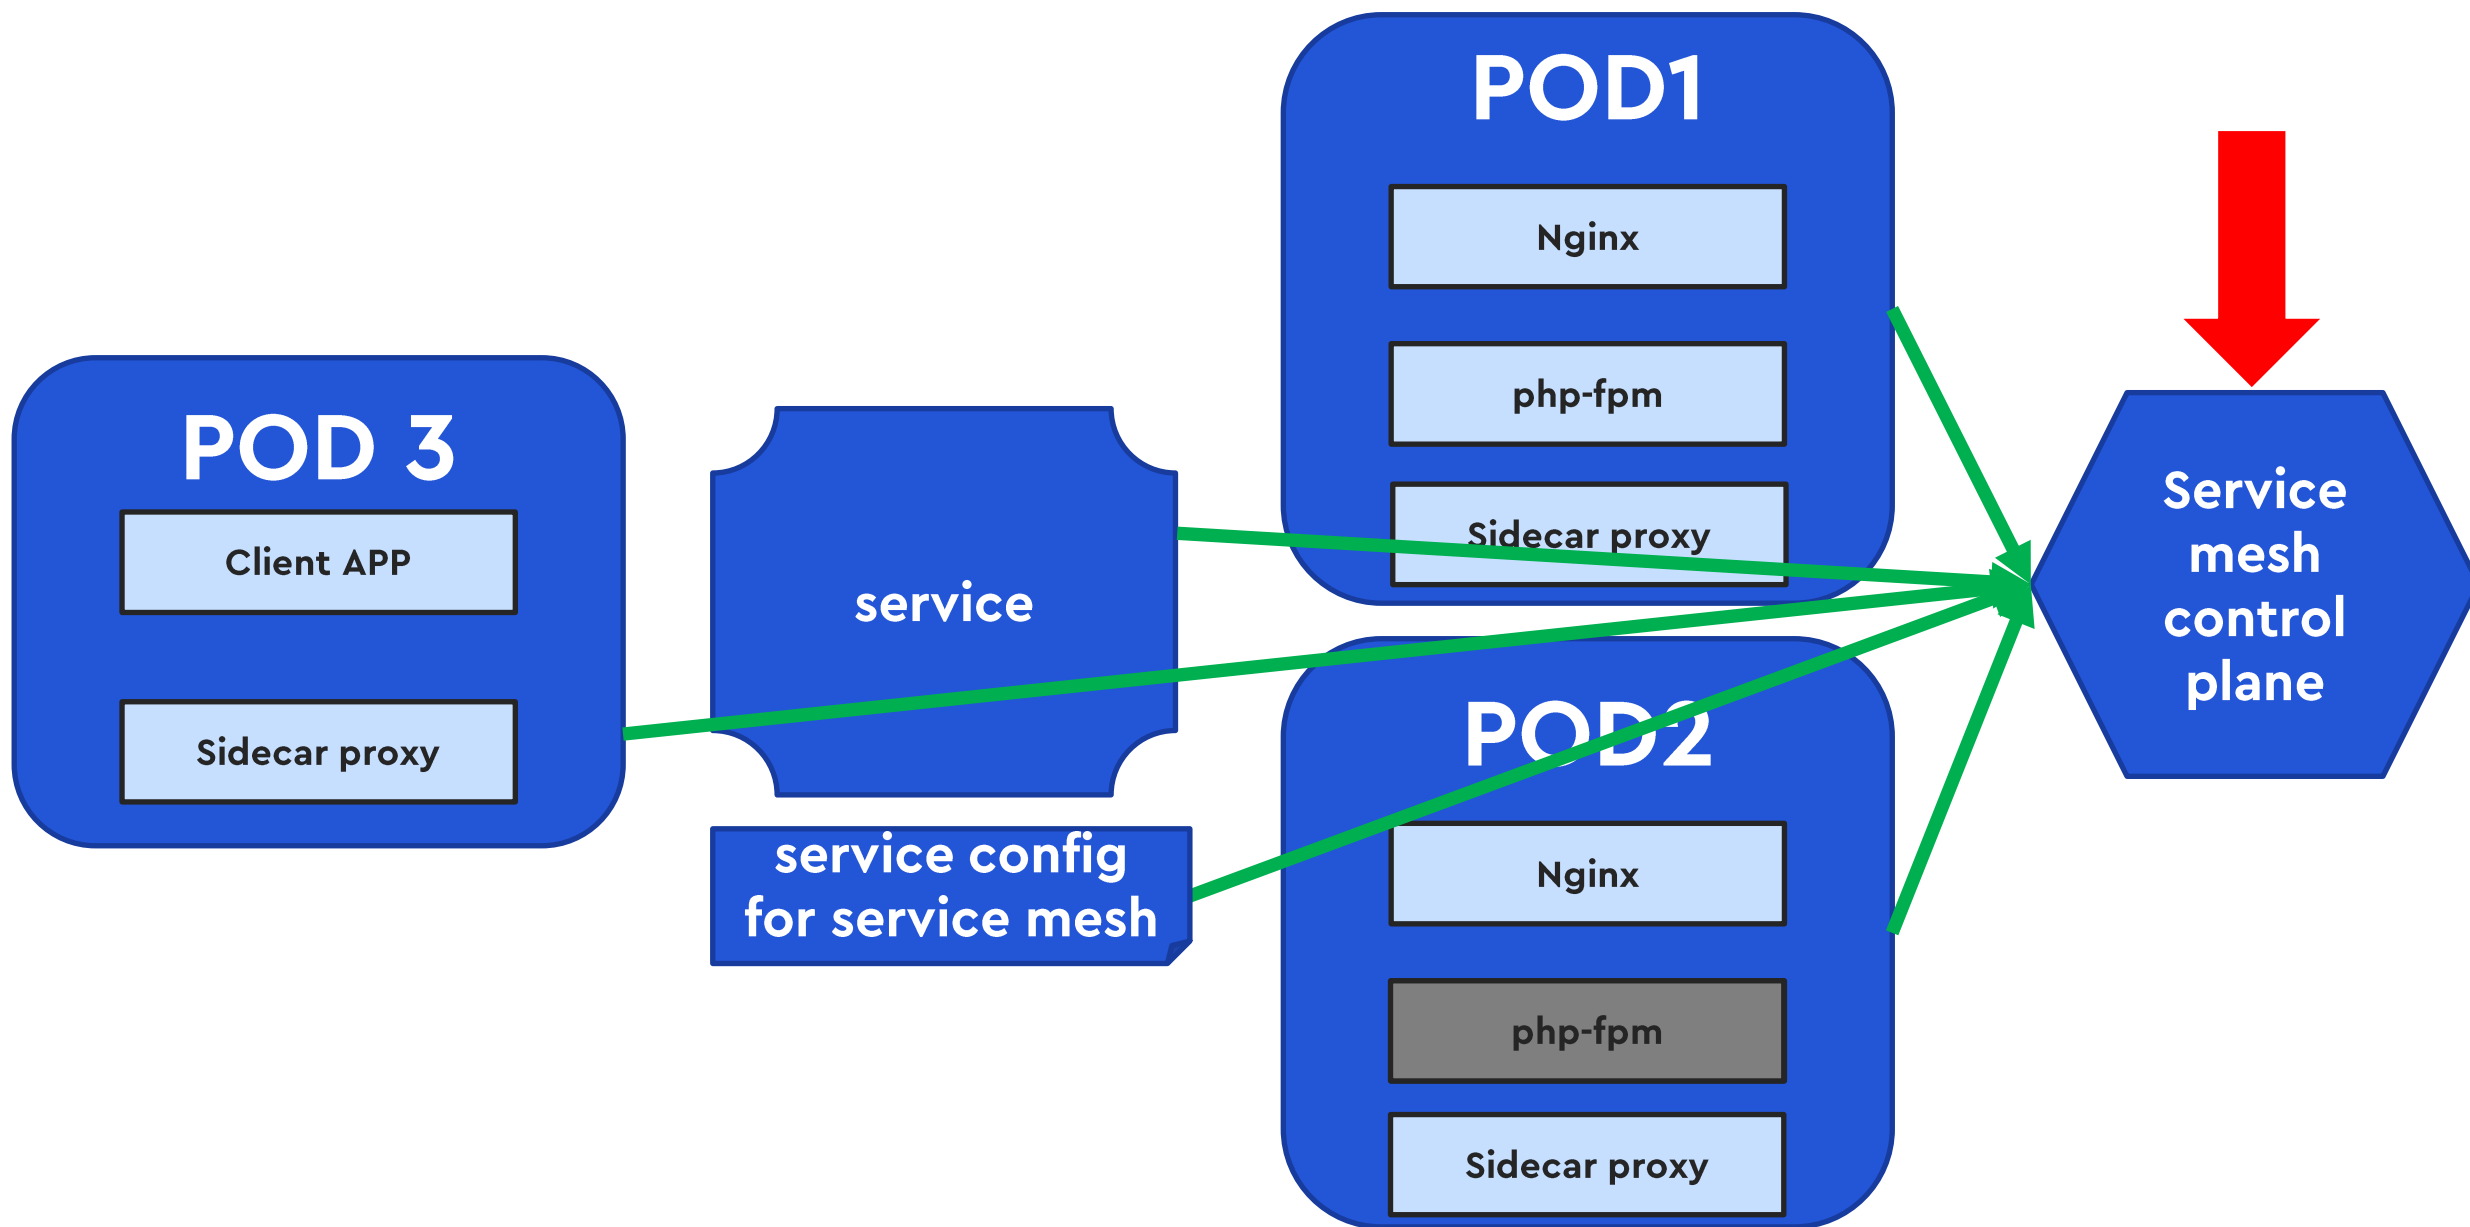 POD 3
Client APP
Sidecar proxy
service
service config
for service mesh
POD1
Nginx
php-fpm
Sidecar proxy
POD2
Nginx
php-fpm
Sidecar proxy
Service
mesh
control
plane